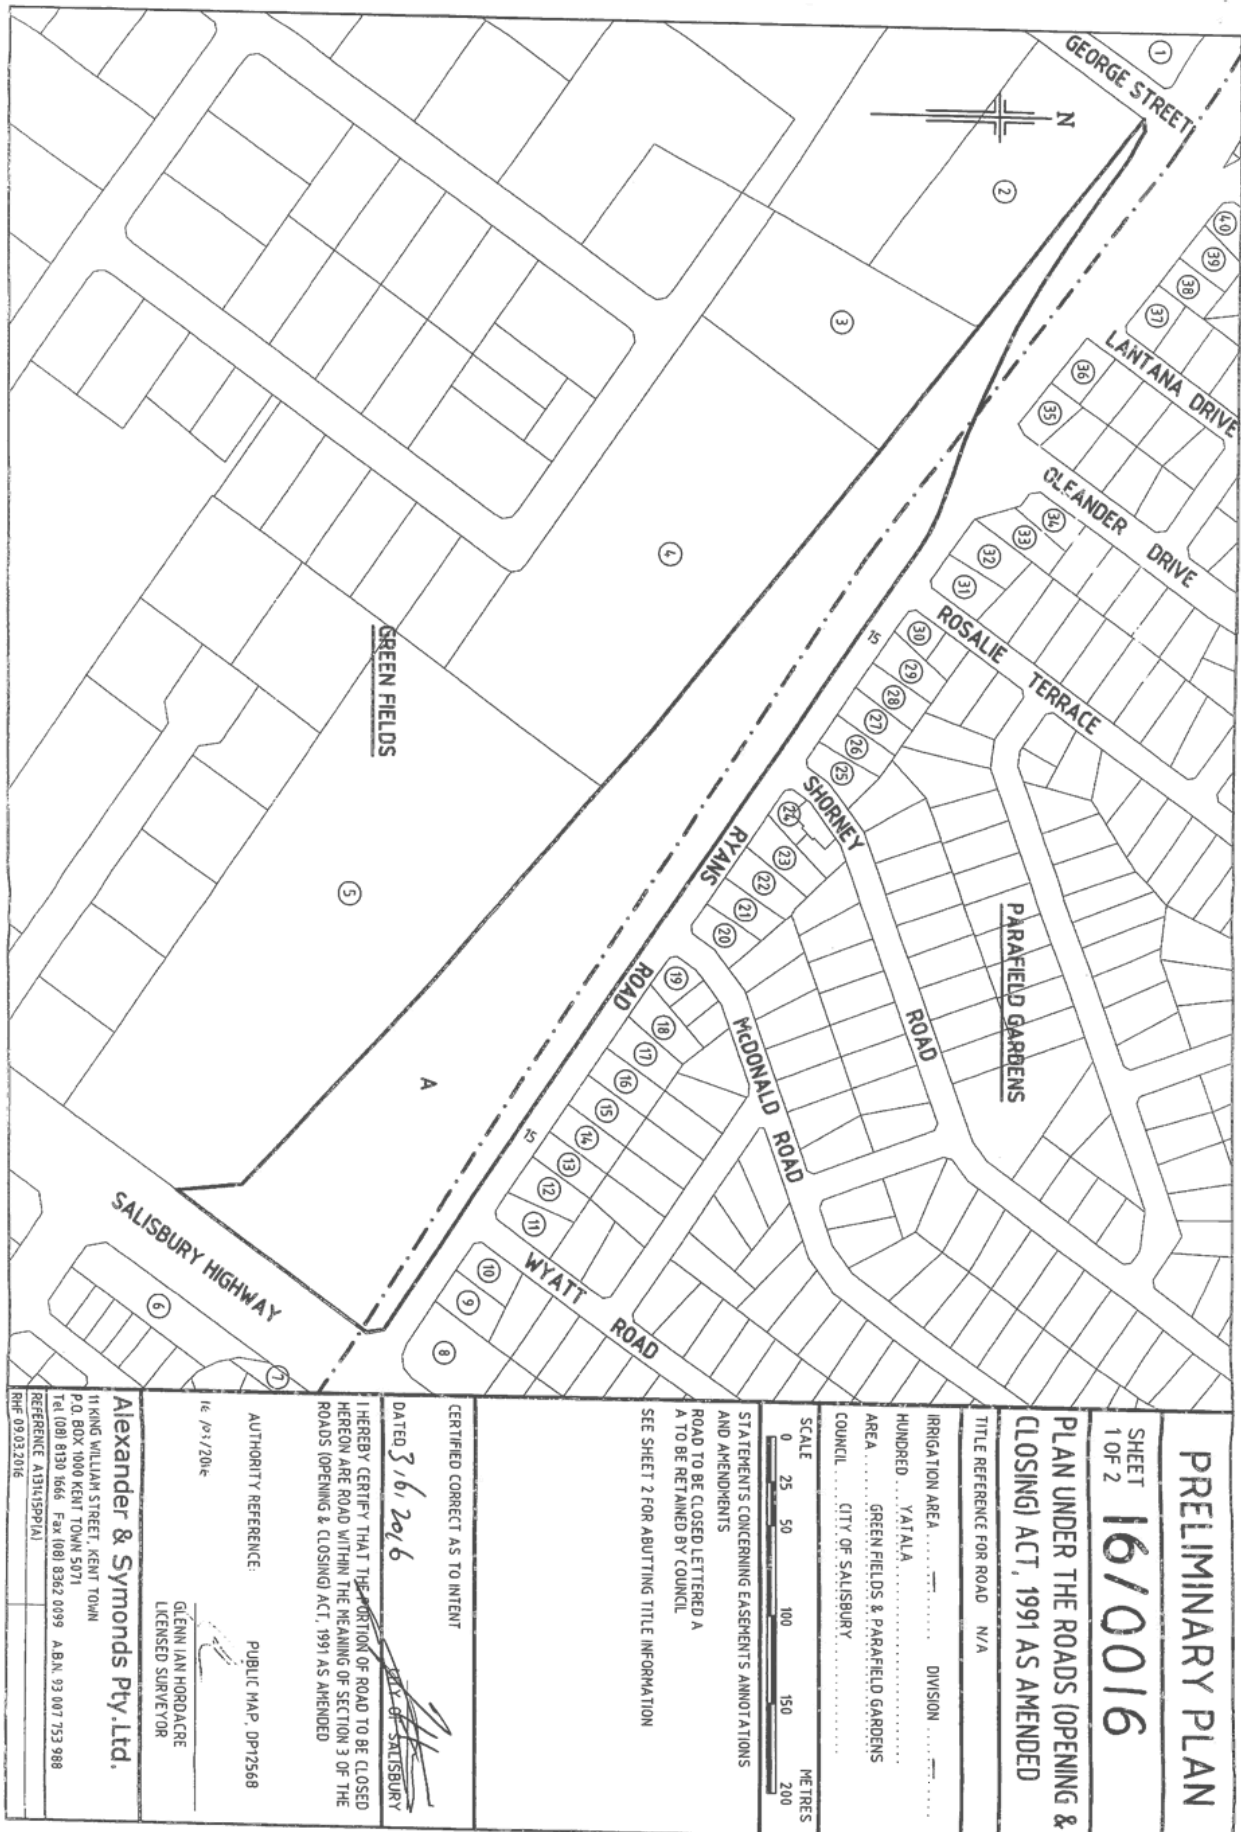 PRELIMINARY PLAN
SHEET
1 OF 2
16/0016
PLAN UNDER THE ROADS (OPENING &
CLOSING) ACT, 1991 AS AMENDED
TITLE REFERENCE FOR ROAD N/A
IRRIGATION AREA ..... — ..... DIVISION .... — ......
HUNDRED .... YATALA ..............
AREA ...... GREEN FIELDS & PARAFIELD GARDENS
COUNCIL .... CITY OF SALISBURY ............
SCALE
METRES
0 25 50 100 150 200
STATEMENTS CONCERNING EASEMENTS ANNOTATIONS
AND AMENDMENTS
ROAD TO BE CLOSED LETTERED A
A TO BE RETAINED BY COUNCIL
SEE SHEET 2 FOR ABUTTING TITLE INFORMATION
CERTIFIED CORRECT AS TO INTENT
DATED 3/6/2016
CITY OF SALISBURY
I HEREBY CERTIFY THAT THE PORTION OF ROAD TO BE CLOSED
HEREON ARE ROAD WITHIN THE MEANING OF SECTION 3 OF THE
ROADS (OPENING & CLOSING) ACT, 1991 AS AMENDED
AUTHORITY REFERENCE: PUBLIC MAP, DP12568
16/03/2016
GLENN IAN HORDACRE
LICENSED SURVEYOR
Alexander & Symonds Pty.Ltd.
11 KING WILLIAM STREET, KENT TOWN
P.O. BOX 1000 KENT TOWN 5071
Tel (08) 8130 1666 Fax (08) 8362 0099 A.B.N. 93 007 753 988
REFERENCE A131415PP(A)
RHF 09.03.2016
GEORGE STREET
N
LANTANA DRIVE
OLEANDER DRIVE
ROSALIE TERRACE
SHORNEY ROAD
RYANS ROAD
McDONALD ROAD
WYATT ROAD
SALISBURY HIGHWAY
PARAFIELD GARDENS
GREEN FIELDS
A
15
15
1
2
3
4
5
6
7
8
9
10
11
12
13
14
15
16
17
18
19
20
21
22
23
24
25
26
27
28
29
30
31
32
33
34
35
36
37
38
39
40